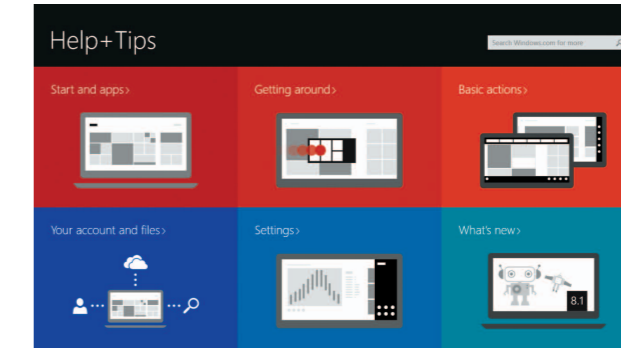 Help+Tips
Search Windows.com for more
Start and apps>
Getting around>
Basic actions>
Your account and files>
Settings>
What's new>
8.1